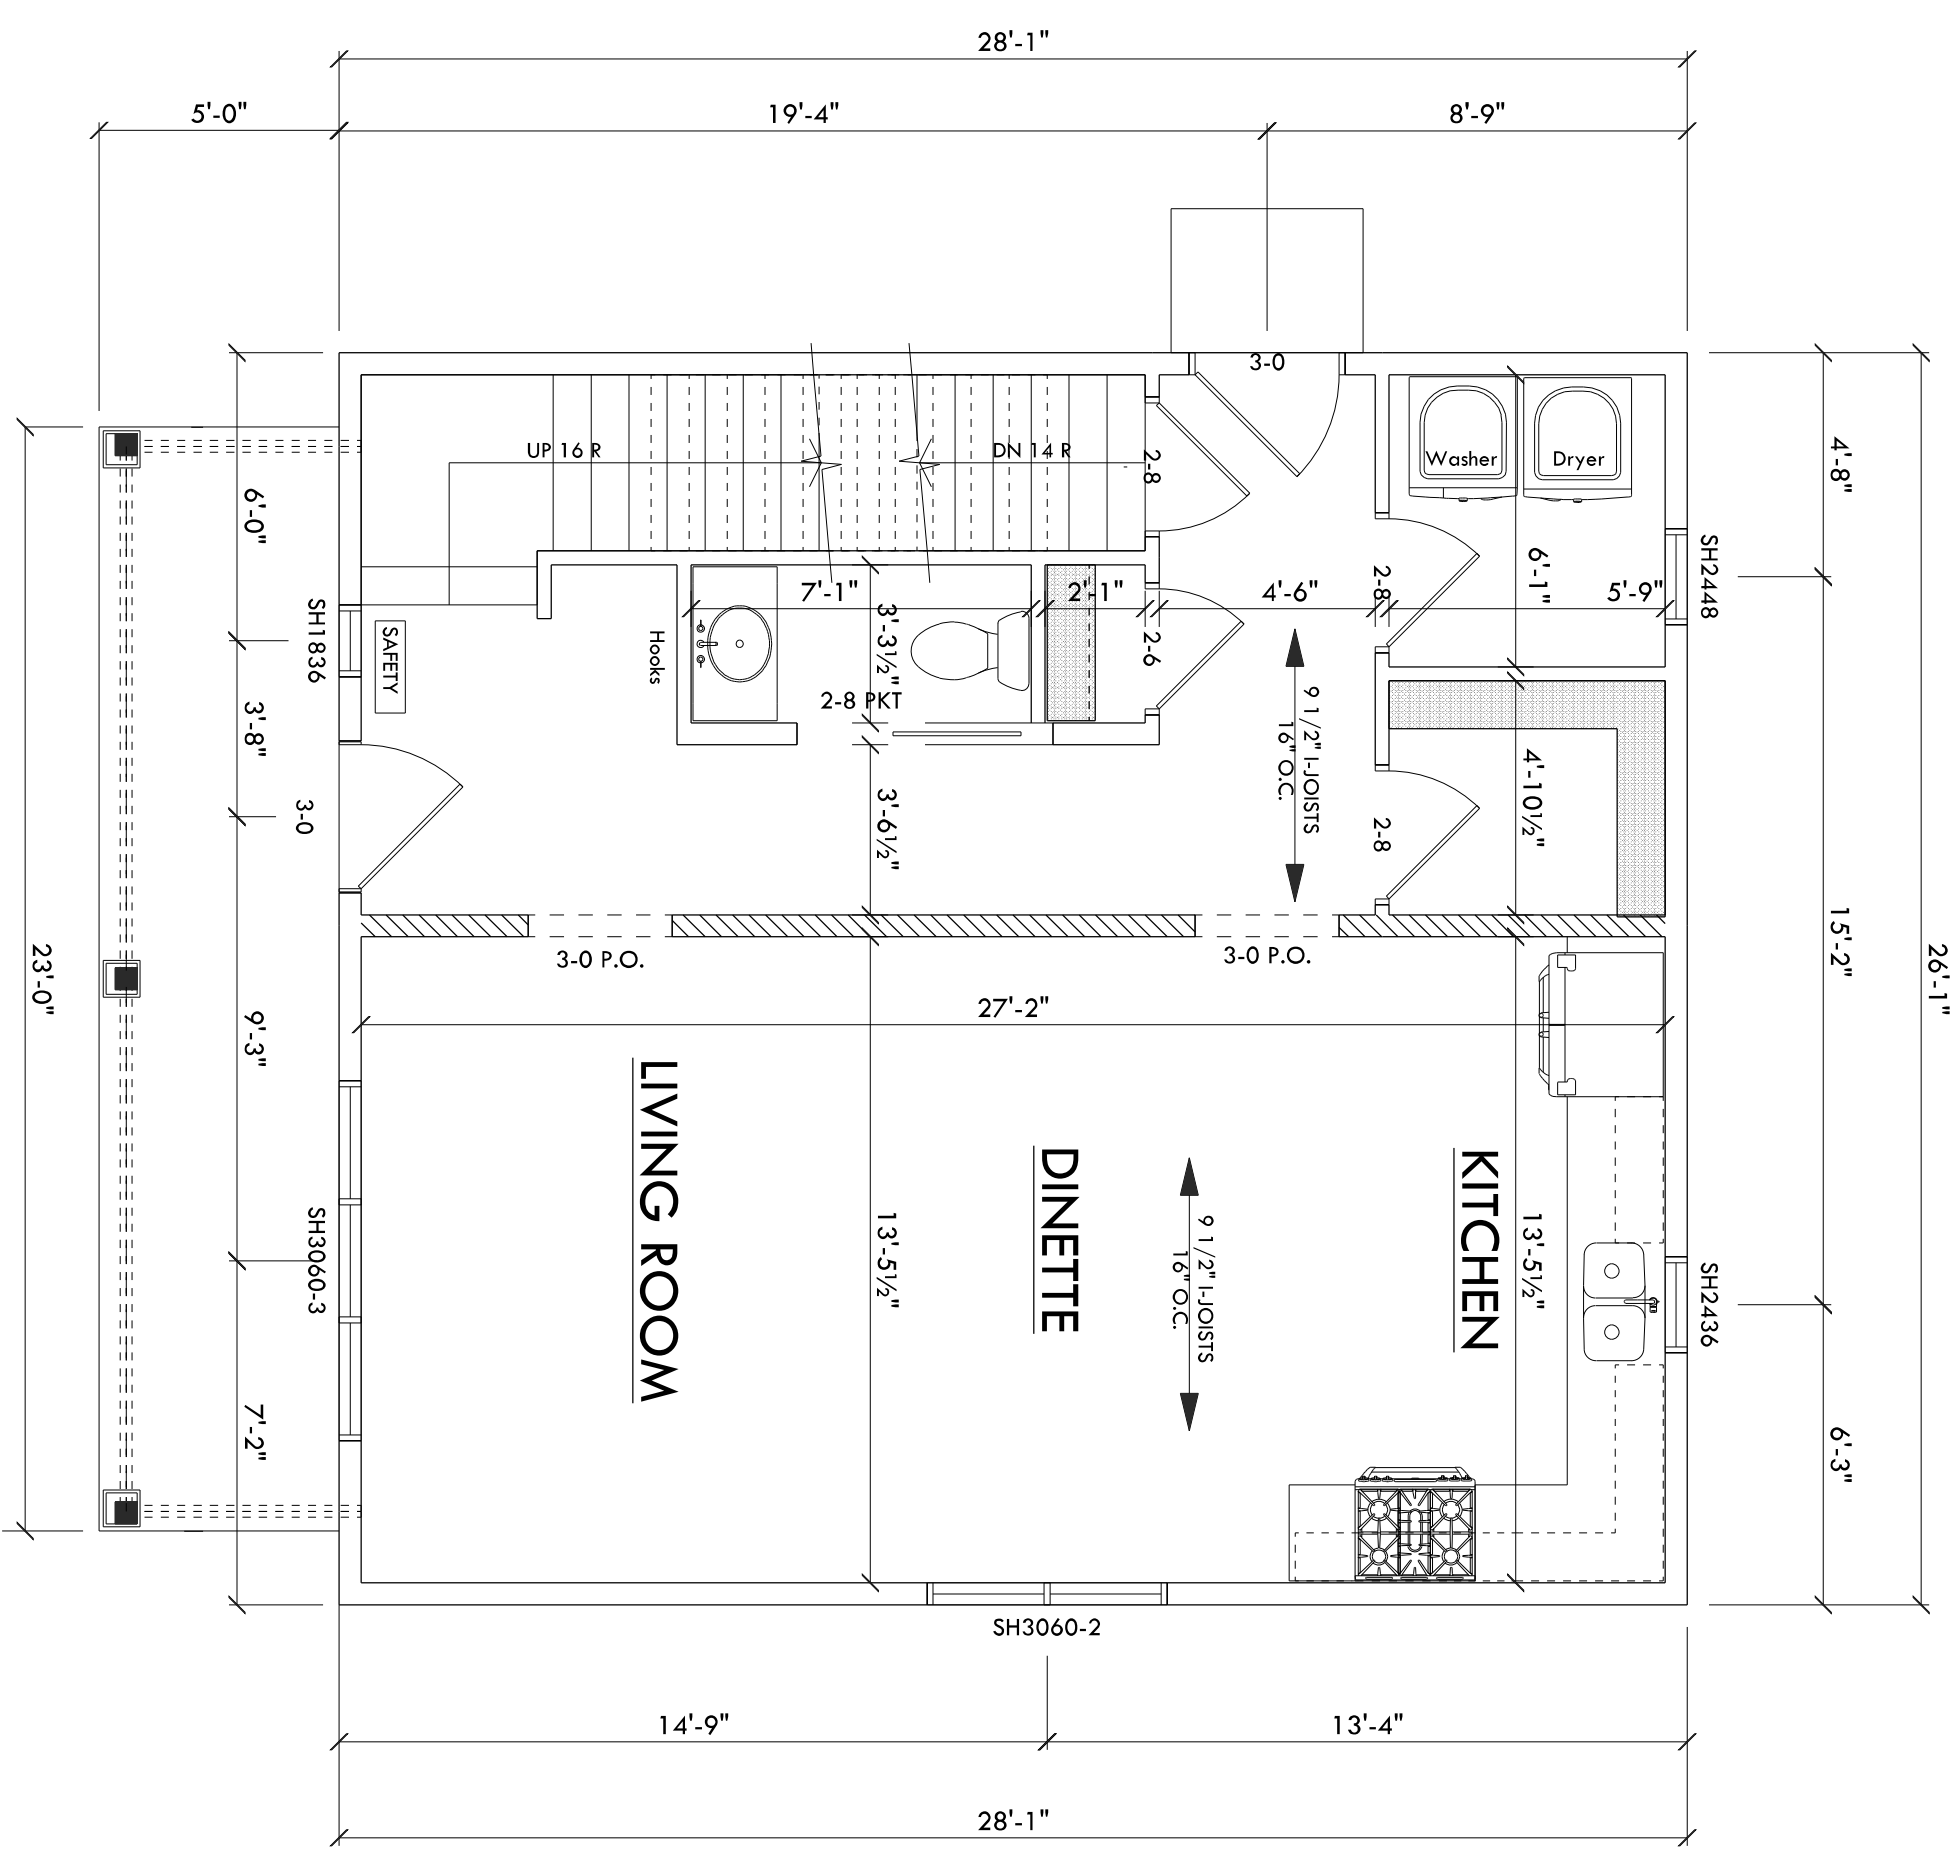 28'-1"
5'-0"
19'-4"
8'-9"
3-0
UP 16 R
DN 14 R
2-8
Washer
Dryer
4'-8"
6'-0"
SH2448
6'-1"
7'-1"
2'-1"
4'-6"
2-8
5'-9"
3'-3½"
2-6
SH1836
SAFETY
Hooks
2-8 PKT
9 1/2" I-JOISTS
16" O.C.
3'-8"
3-0
3'-6½"
2-8
4'-10½"
15'-2"
26'-1"
23'-0"
3-0 P.O.
3-0 P.O.
27'-2"
9'-3"
LIVING ROOM
DINETTE
KITCHEN
13'-5½"
13'-5½"
9 1/2" I-JOISTS
16" O.C.
SH3060-3
SH2436
7'-2"
6'-3"
SH3060-2
14'-9"
13'-4"
28'-1"